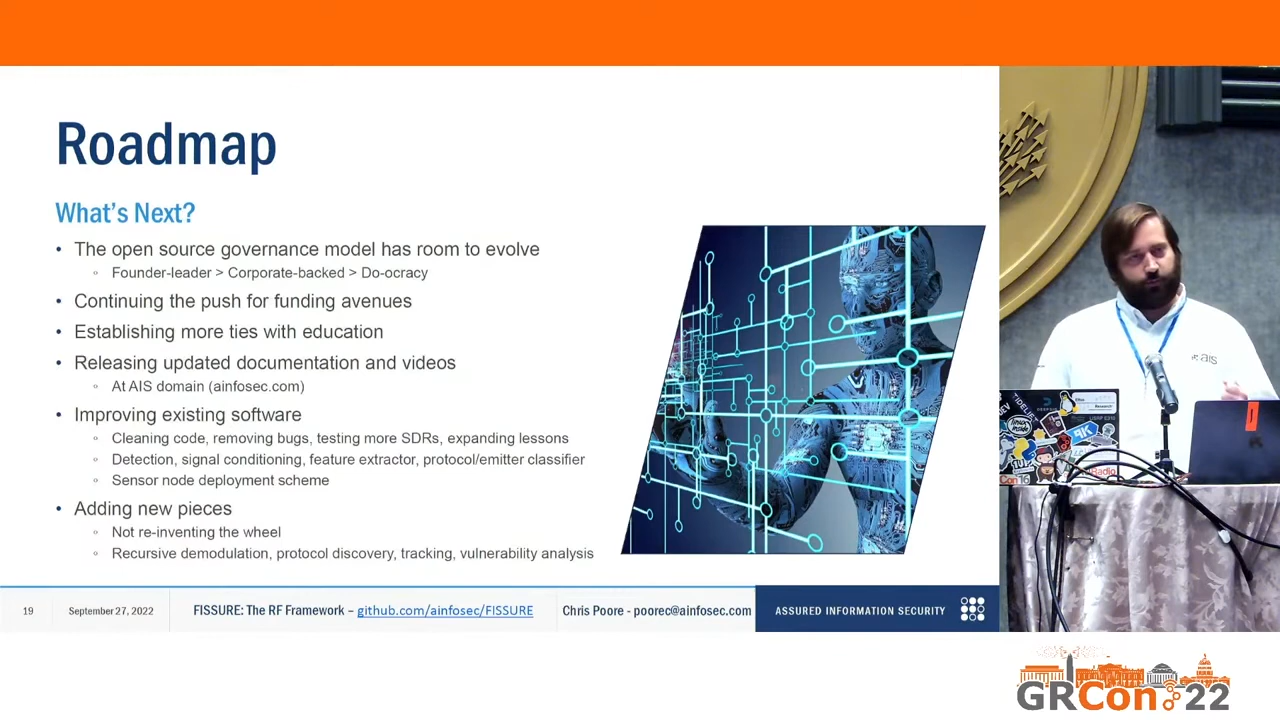 Roadmap
What's Next?
• The open source governance model has room to evolve
◦ Founder-leader > Corporate-backed > Do-ocracy
• Continuing the push for funding avenues
• Establishing more ties with education
• Releasing updated documentation and videos
◦ At AIS domain (ainfosec.com)
• Improving existing software
◦ Cleaning code, removing bugs, testing more SDRs, expanding lessons
◦ Detection, signal conditioning, feature extractor, protocol/emitter classifier
◦ Sensor node deployment scheme
• Adding new pieces
◦ Not re-inventing the wheel
◦ Recursive demodulation, protocol discovery, tracking, vulnerability analysis
19
September 27, 2022
FISSURE: The RF Framework – github.com/ainfosec/FISSURE
Chris Poore - poorec@ainfosec.com
ASSURED INFORMATION SECURITY
ais
GRCon 22